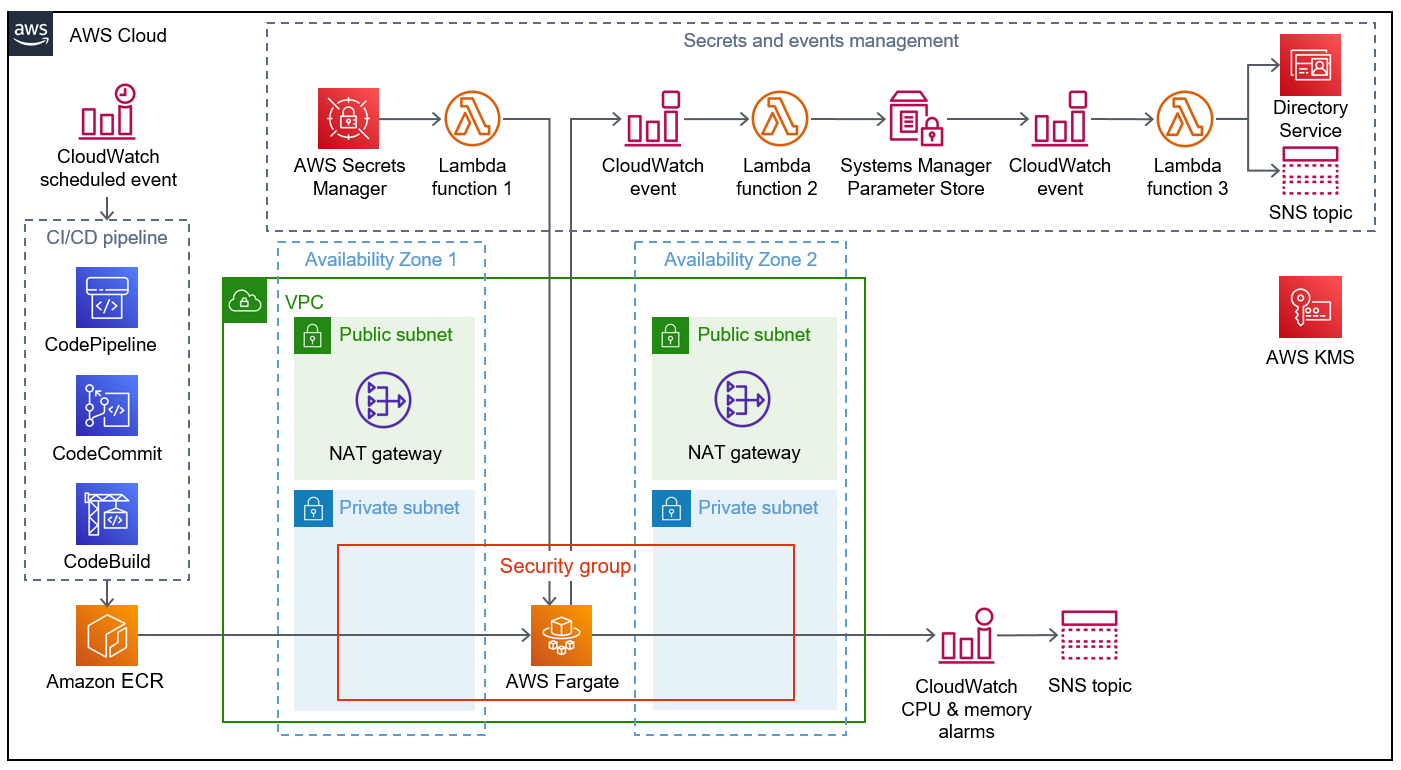 aws
AWS Cloud
Secrets and events management
CloudWatch
scheduled event
AWS Secrets
Manager
Lambda
function 1
CloudWatch
event
Lambda
function 2
Systems Manager
Parameter Store
CloudWatch
event
Lambda
function 3
Directory
Service
SNS topic
CI/CD pipeline
CodePipeline
CodeCommit
CodeBuild
Amazon ECR
Availability Zone 1
Availability Zone 2
VPC
Public subnet
NAT gateway
Public subnet
NAT gateway
Private subnet
Private subnet
Security group
AWS Fargate
AWS KMS
CloudWatch
CPU & memory
alarms
SNS topic